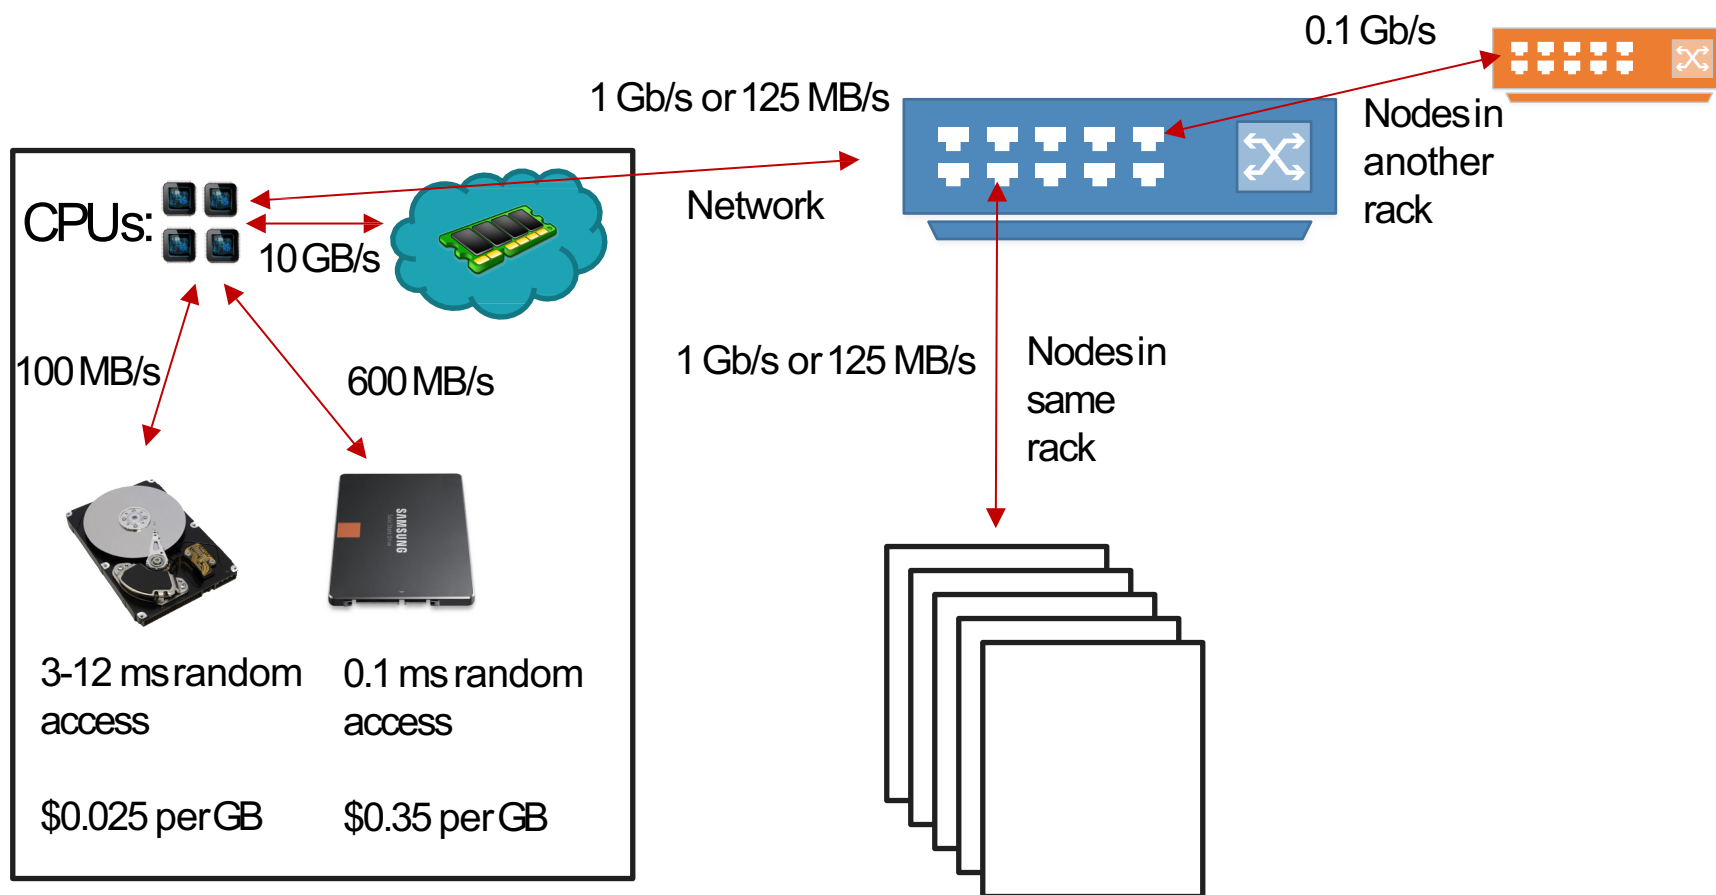 0.1 Gb/s
1 Gb/s or 125 MB/s
Nodes in
another
rack
Network
CPUs:
10 GB/s
1 Gb/s or 125 MB/s
Nodes in
same
rack
100 MB/s
600 MB/s
SAMSUNG
3-12 ms random
access
0.1 ms random
access
$0.025 per GB
$0.35 per GB